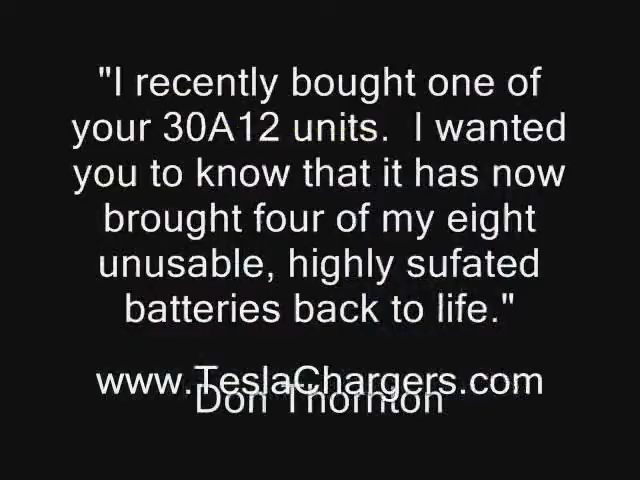 "I recently bought one of
your 30A12 units.  I wanted
you to know that it has now
brought four of my eight
unusable, highly sufated
batteries back to life."
www.TeslaChargers.com
Don Thornton